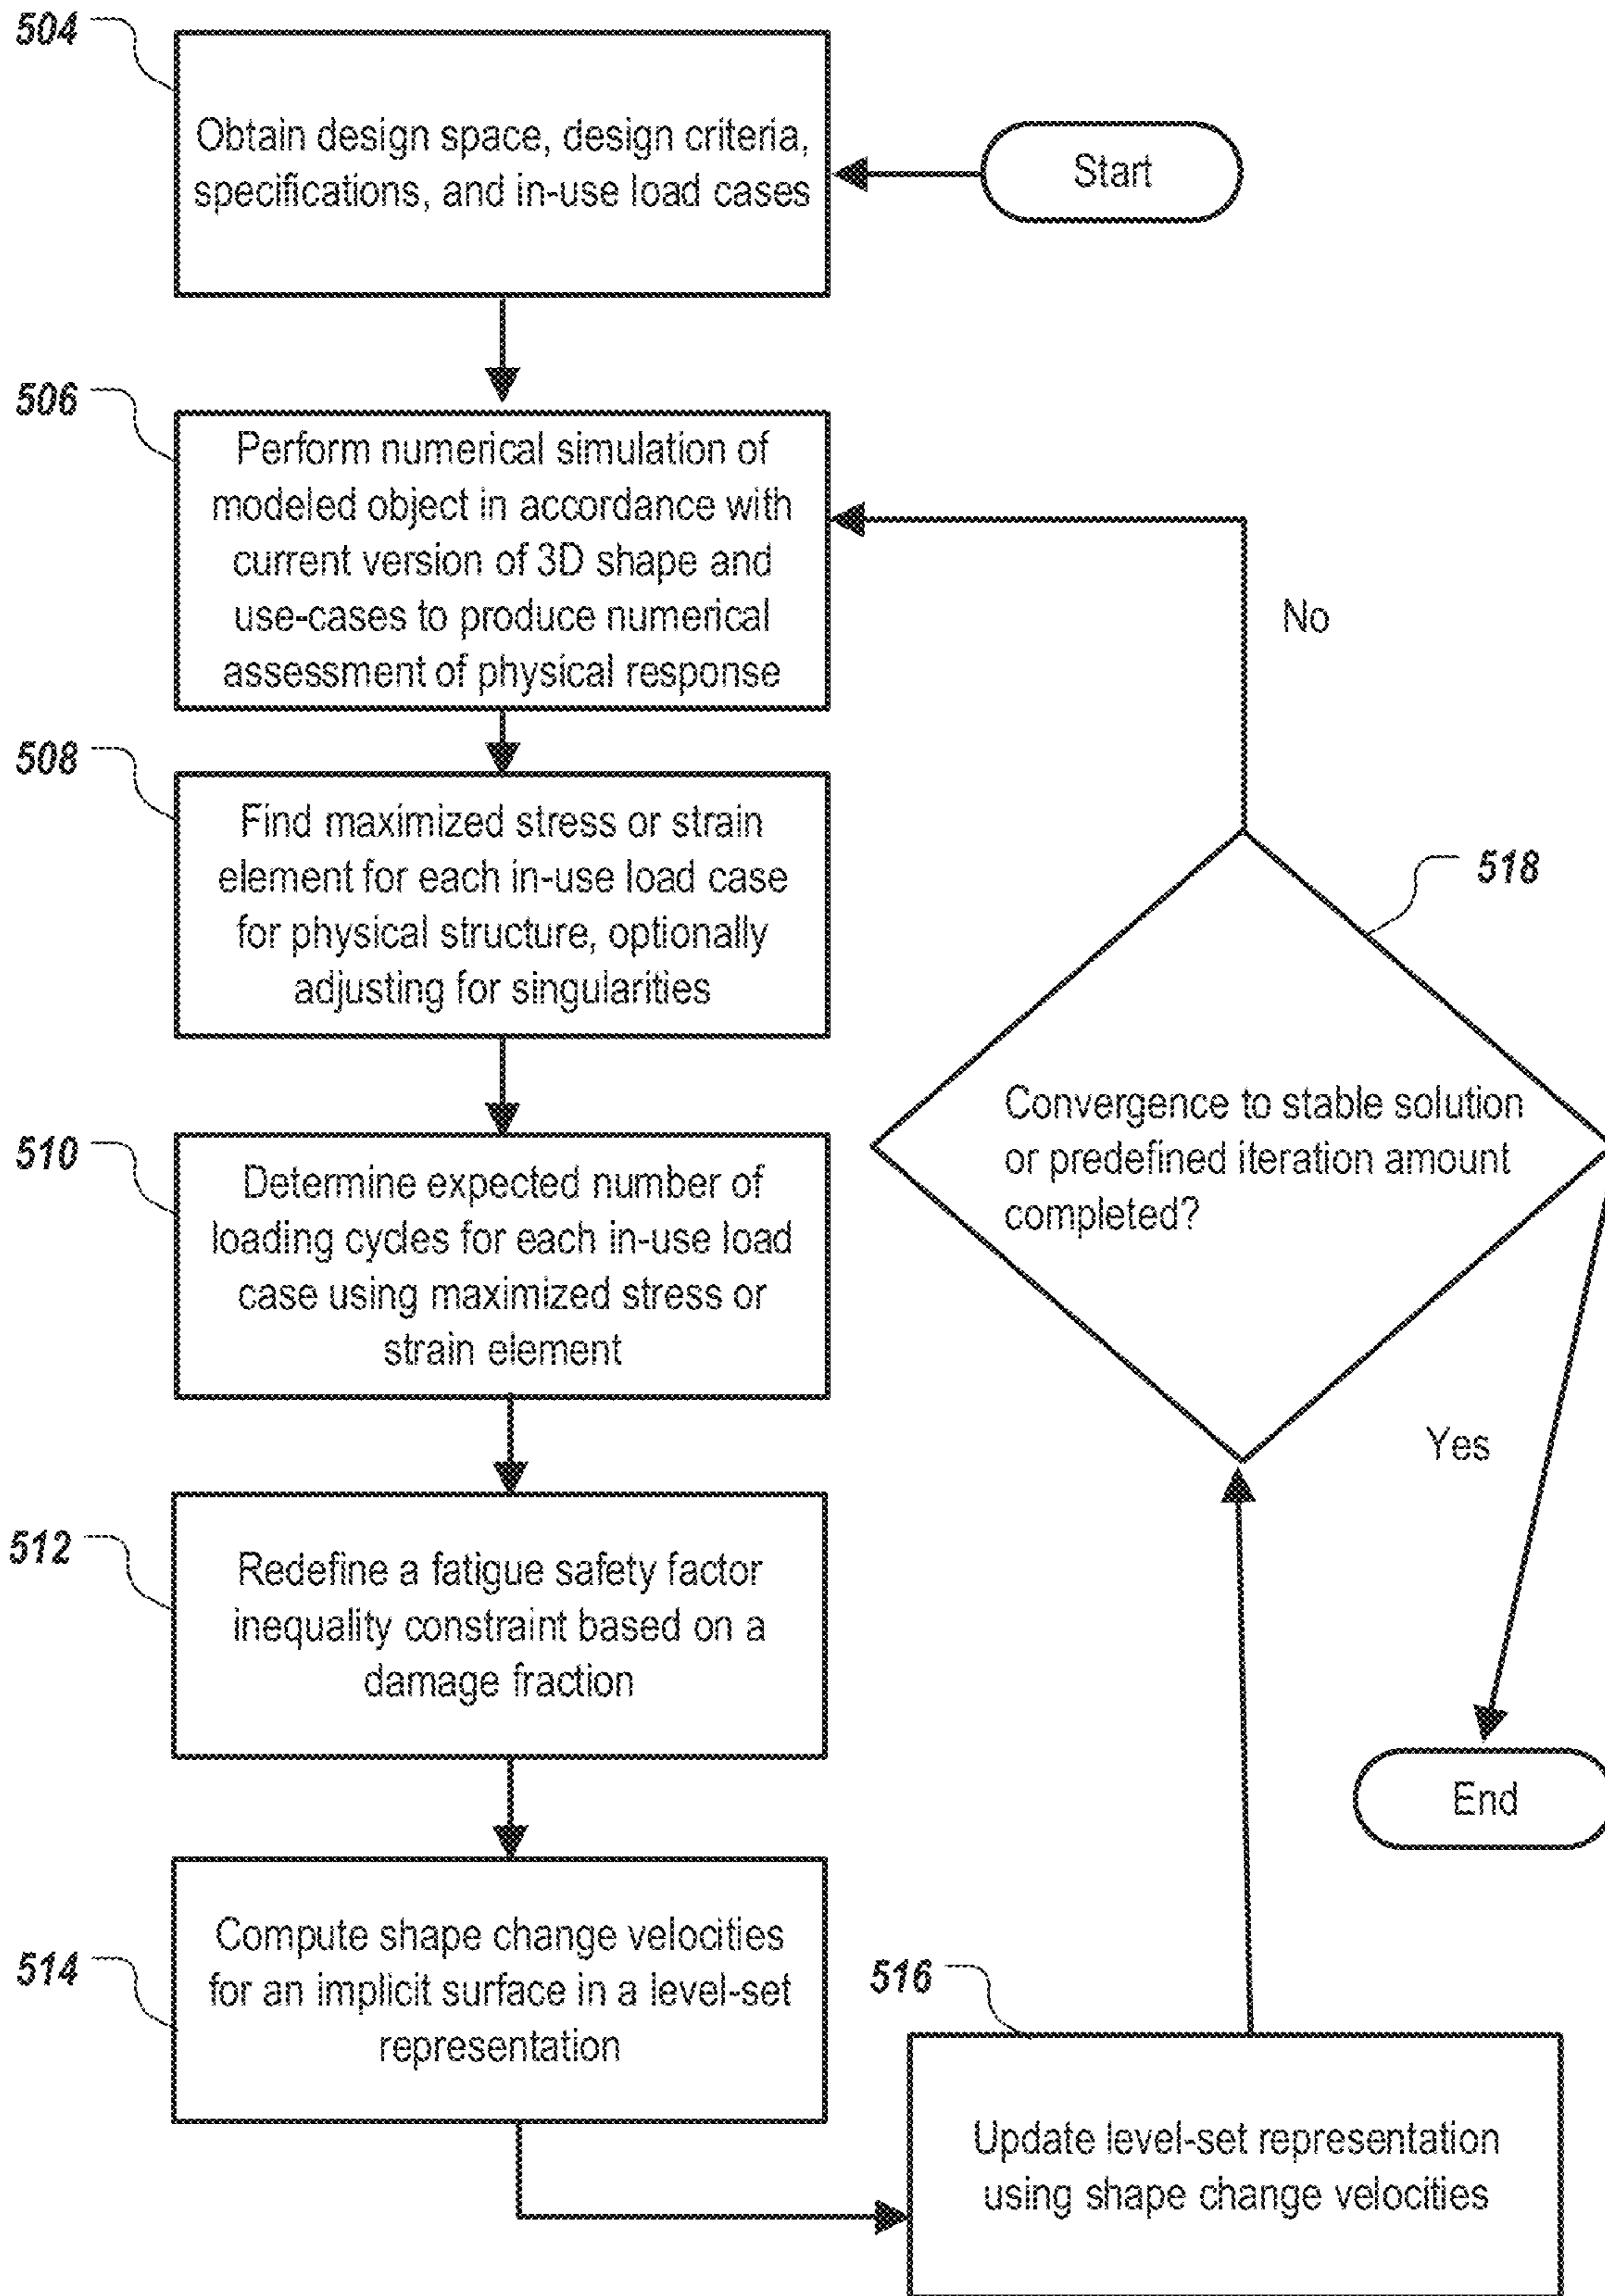 504
Obtain design space, design criteria,
specifications, and in-use load cases
Start
506
Perform numerical simulation of
modeled object in accordance with
current version of 3D shape and
use-cases to produce numerical
assessment of physical response
No
508
Find maximized stress or strain
element for each in-use load case
for physical structure, optionally
adjusting for singularities
518
Convergence to stable solution
or predefined iteration amount
completed?
510
Determine expected number of
loading cycles for each in-use load
case using maximized stress or
strain element
Yes
512
Redefine a fatigue safety factor
inequality constraint based on a
damage fraction
End
514
Compute shape change velocities
for an implicit surface in a level-set
representation
516
Update level-set representation
using shape change velocities